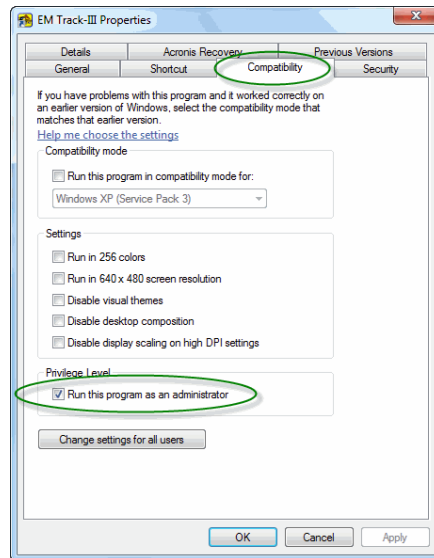 EM Track-III Properties
Details Acronis Recovery Previous Versions
General Shortcut Compatibility Security
If you have problems with this program and it worked correctly on
an earlier version of Windows, select the compatibility mode that
matches that earlier version.
Help me choose the settings
Compatibility mode
Run this program in compatibility mode for:
Windows XP (Service Pack 3)
Settings
Run in 256 colors
Run in 640 x 480 screen resolution
Disable visual themes
Disable desktop composition
Disable display scaling on high DPI settings
Privilege Level
Run this program as an administrator
Change settings for all users
OK Cancel Apply